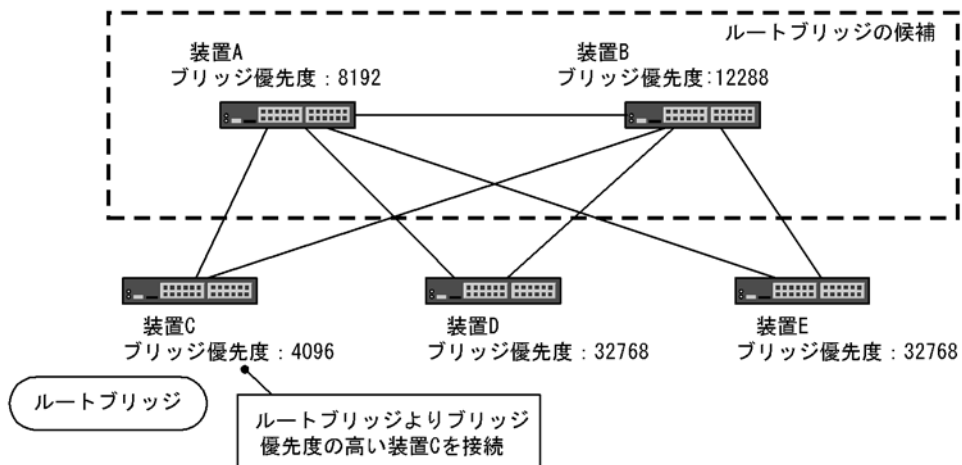 ルートブリッジの候補
装置A
ブリッジ優先度：8192
装置B
ブリッジ優先度：12288
装置C
ブリッジ優先度：4096
装置D
ブリッジ優先度：32768
装置E
ブリッジ優先度：32768
ルートブリッジ
ルートブリッジよりブリッジ
優先度の高い装置Cを接続